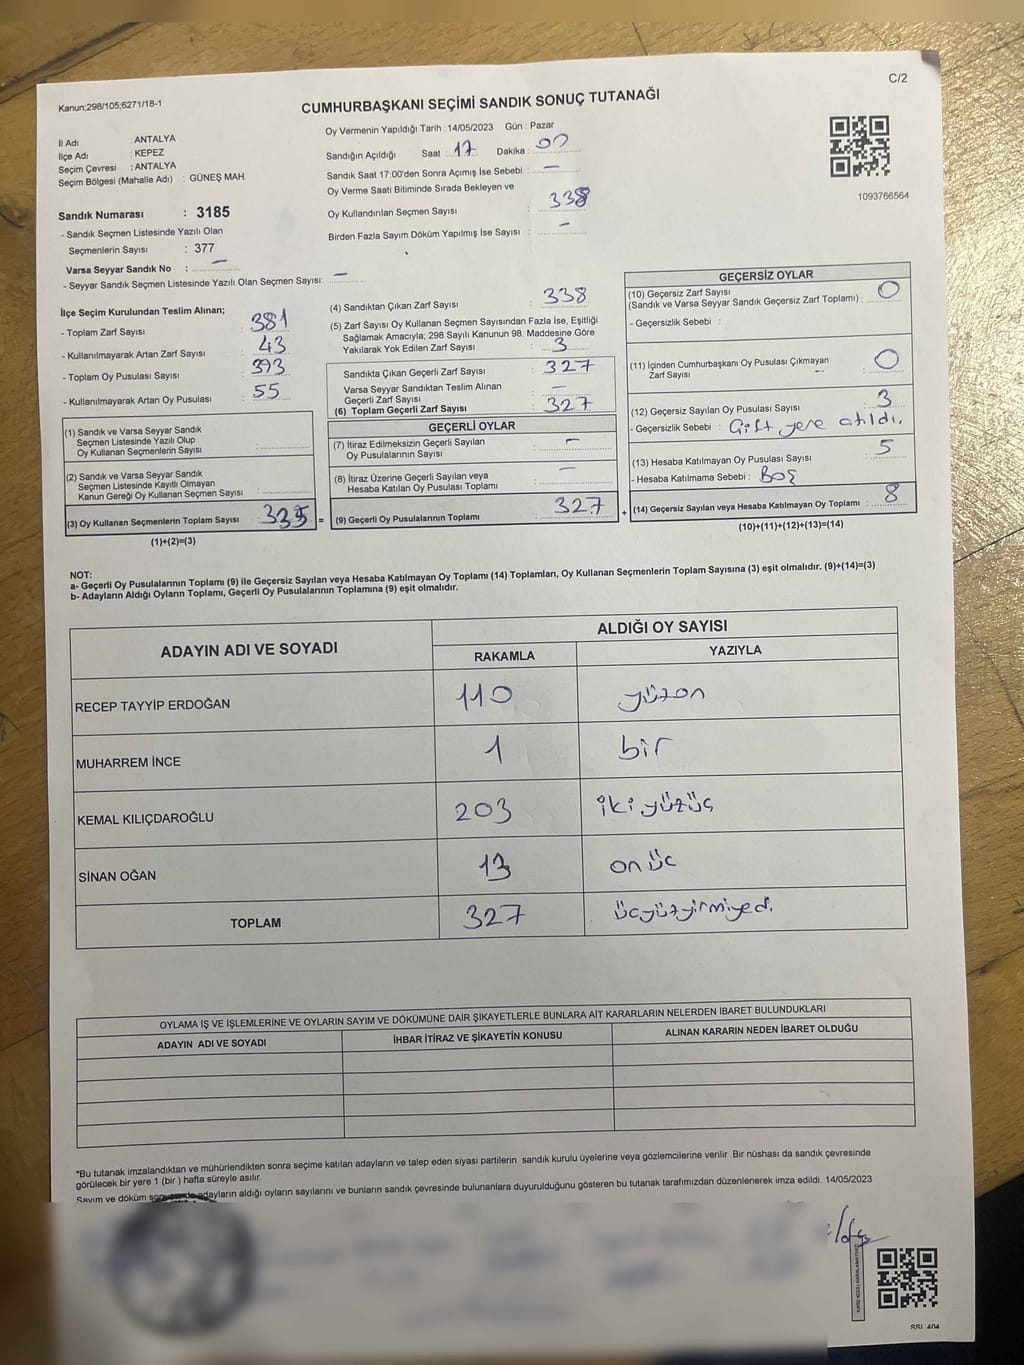 C/2
Kanun;298/105;6271/18-1
CUMHURBAŞKANI SEÇİMİ SANDIK SONUÇ TUTANAĞI
İl Adı : ANTALYA
İlçe Adı : KEPEZ
Seçim Çevresi : ANTALYA
Seçim Bölgesi (Mahalle Adı) : GÜNEŞ MAH.
Oy Vermenin Yapıldığı Tarih : 14/05/2023 Gün : Pazar
Sandığın Açıldığı Saat : 17 Dakika : 00
Sandık Saat 17:00'den Sonra Açımış İse Sebebi : —
Oy Verme Saati Bitiminde Sırada Bekleyen ve
Oy Kullandırılan Seçmen Sayısı : 338
Birden Fazla Sayım Döküm Yapılmış İse Sayısı : —
1093766564
Sandık Numarası : 3185
- Sandık Seçmen Listesinde Yazılı Olan
Seçmenlerin Sayısı : 377
Varsa Seyyar Sandık No : —
- Seyyar Sandık Seçmen Listesinde Yazılı Olan Seçmen Sayısı: —
İlçe Seçim Kurulundan Teslim Alınan;
- Toplam Zarf Sayısı : 381
- Kullanılmayarak Artan Zarf Sayısı : 43
- Toplam Oy Pusulası Sayısı : 393
- Kullanılmayarak Artan Oy Pusulası : 55
(1) Sandık ve Varsa Seyyar Sandık
Seçmen Listesinde Yazılı Olup
Oy Kullanan Seçmenlerin Sayısı :
(2) Sandık ve Varsa Seyyar Sandık
Seçmen Listesinde Kayıtlı Olmayan
Kanun Gereği Oy Kullanan Seçmen Sayısı :
(3) Oy Kullanan Seçmenlerin Toplam Sayısı : 335 =
(1)+(2)=(3)
(4) Sandıktan Çıkan Zarf Sayısı : 338
(5) Zarf Sayısı Oy Kullanan Seçmen Sayısından Fazla İse, Eşitliği
Sağlamak Amacıyla; 298 Sayılı Kanunun 98. Maddesine Göre
Yakılarak Yok Edilen Zarf Sayısı : 3
Sandıkta Çıkan Geçerli Zarf Sayısı : 327
Varsa Seyyar Sandıktan Teslim Alınan
Geçerli Zarf Sayısı : —
(6) Toplam Geçerli Zarf Sayısı : 327
GEÇERLİ OYLAR
(7) İtiraz Edilmeksizin Geçerli Sayılan
Oy Pusulalarının Sayısı : —
(8) İtiraz Üzerine Geçerli Sayılan veya
Hesaba Katılan Oy Pusulası Toplamı : —
(9) Geçerli Oy Pusulalarının Toplamı : 327 +
GEÇERSİZ OYLAR
(10) Geçersiz Zarf Sayısı
(Sandık ve Varsa Seyyar Sandık Geçersiz Zarf Toplamı) : 0
- Geçersizlik Sebebi :
(11) İçinden Cumhurbaşkanı Oy Pusulası Çıkmayan
Zarf Sayısı : 0
(12) Geçersiz Sayılan Oy Pusulası Sayısı : 3
- Geçersizlik Sebebi : Çift yere atıldı.
(13) Hesaba Katılmayan Oy Pusulası Sayısı : 5
- Hesaba Katılmama Sebebi : Boş
(14) Geçersiz Sayılan veya Hesaba Katılmayan Oy Toplamı : 8
(10)+(11)+(12)+(13)=(14)
NOT:
a- Geçerli Oy Pusulalarının Toplamı (9) ile Geçersiz Sayılan veya Hesaba Katılmayan Oy Toplamı (14) Toplamları, Oy Kullanan Seçmenlerin Toplam Sayısına (3) eşit olmalıdır. (9)+(14)=(3)
b- Adayların Aldığı Oyların Toplamı, Geçerli Oy Pusulalarının Toplamına (9) eşit olmalıdır.
ADAYIN ADI VE SOYADI
ALDIĞI OY SAYISI
RAKAMLA YAZIYLA
RECEP TAYYİP ERDOĞAN 110 yüzon
MUHARREM İNCE 1 bir
KEMAL KILIÇDAROĞLU 203 ikiyüzüç
SİNAN OĞAN 13 onüç
TOPLAM 327 üçyüzyirmiyedi
OYLAMA İŞ VE İŞLEMLERİNE VE OYLARIN SAYIM VE DÖKÜMÜNE DAİR ŞİKAYETLERLE BUNLARA AİT KARARLARIN NELERDEN İBARET BULUNDUKLARI
ADAYIN ADI VE SOYADI İHBAR İTİRAZ VE ŞİKAYETİN KONUSU ALINAN KARARIN NEDEN İBARET OLDUĞU
*Bu tutanak imzalandıktan ve mühürlendikten sonra seçime katılan adayların ve talep eden siyasi partilerin sandık kurulu üyelerine veya gözlemcilerine verilir .Bir nüshası da sandık çevresinde
görülecek bir yere 1 (bir ) hafta süreyle asılır.
Sayım ve döküm sonrasında adayların aldığı oyların sayılarını ve bunların sandık çevresinde bulunanlara duyurulduğunu gösteren bu tutanak tarafımızdan düzenlenerek imza edildi. 14/05/2023